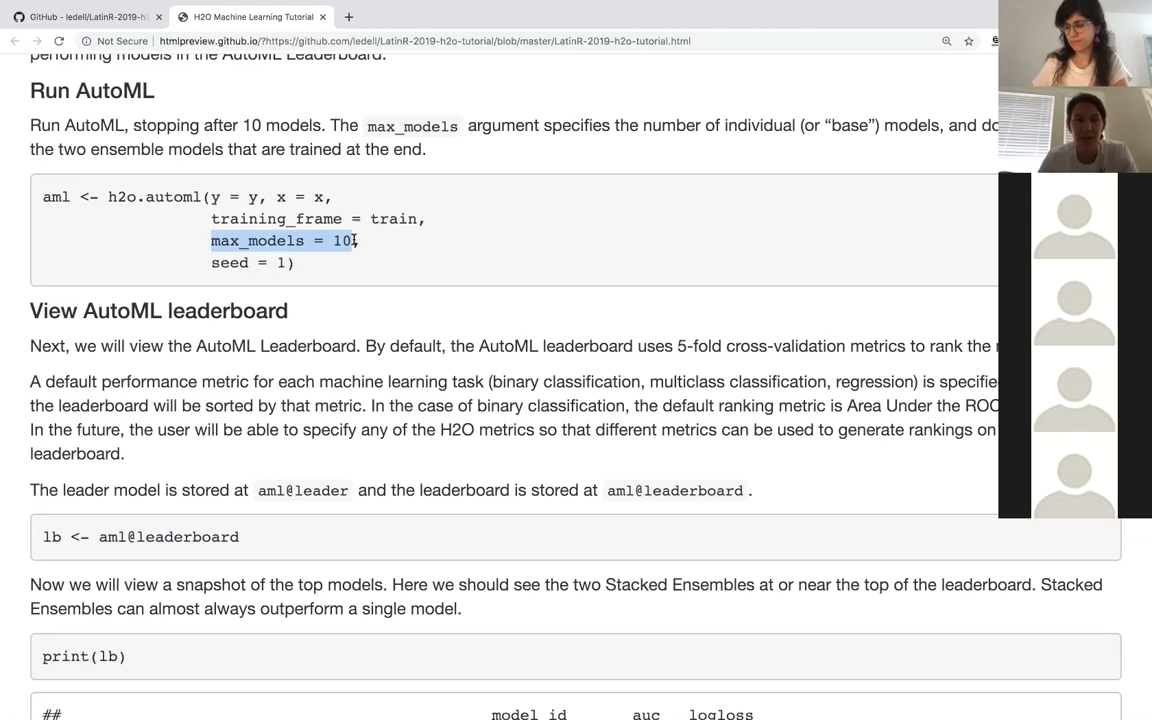 GitHub - ledell/LatinR-2019-h2
H2O Machine Learning Tutorial
Not Secure
htmlpreview.github.io/?https://github.com/ledell/LatinR-2019-h2o-tutorial/blob/master/LatinR-2019-h2o-tutorial.html
performing models in the AutoML Leaderboard.
Run AutoML
Run AutoML, stopping after 10 models. The max_models argument specifies the number of individual (or “base”) models, and do
the two ensemble models that are trained at the end.
aml <- h2o.automl(y = y, x = x,
training_frame = train,
max_models = 10,
seed = 1)
View AutoML leaderboard
Next, we will view the AutoML Leaderboard. By default, the AutoML leaderboard uses 5-fold cross-validation metrics to rank the
A default performance metric for each machine learning task (binary classification, multiclass classification, regression) is specifie
the leaderboard will be sorted by that metric. In the case of binary classification, the default ranking metric is Area Under the ROC
In the future, the user will be able to specify any of the H2O metrics so that different metrics can be used to generate rankings on
leaderboard.
The leader model is stored at aml@leader and the leaderboard is stored at aml@leaderboard.
lb <- aml@leaderboard
Now we will view a snapshot of the top models. Here we should see the two Stacked Ensembles at or near the top of the leaderboard. Stacked
Ensembles can almost always outperform a single model.
print(lb)
## model_id auc logloss